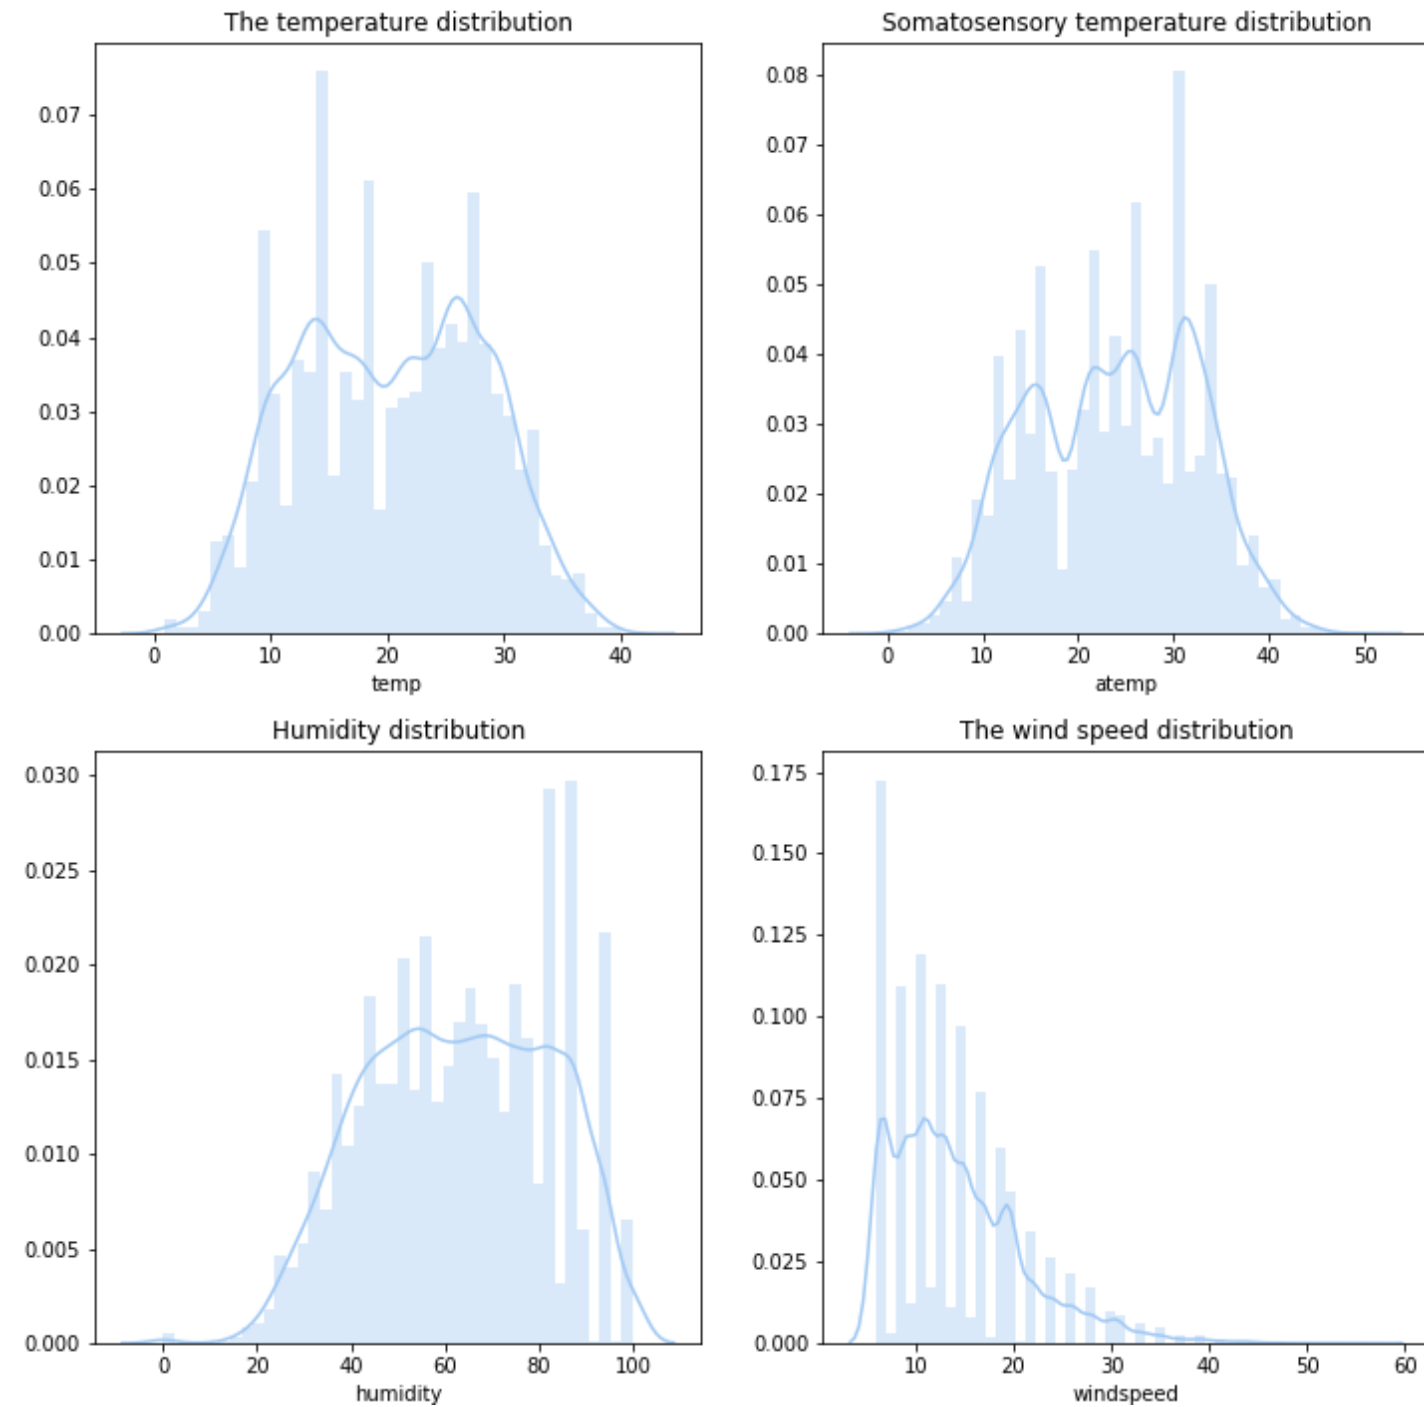 The temperature distribution
0.07
0.06
0.05
0.04
0.03
0.02
0.01
0.00
0 10 20 30 40
temp
Somatosensory temperature distribution
0.08
0.07
0.06
0.05
0.04
0.03
0.02
0.01
0.00
0 10 20 30 40 50
atemp
Humidity distribution
0.030
0.025
0.020
0.015
0.010
0.005
0.000
0 20 40 60 80 100
humidity
The wind speed distribution
0.175
0.150
0.125
0.100
0.075
0.050
0.025
0.000
10 20 30 40 50 60
windspeed